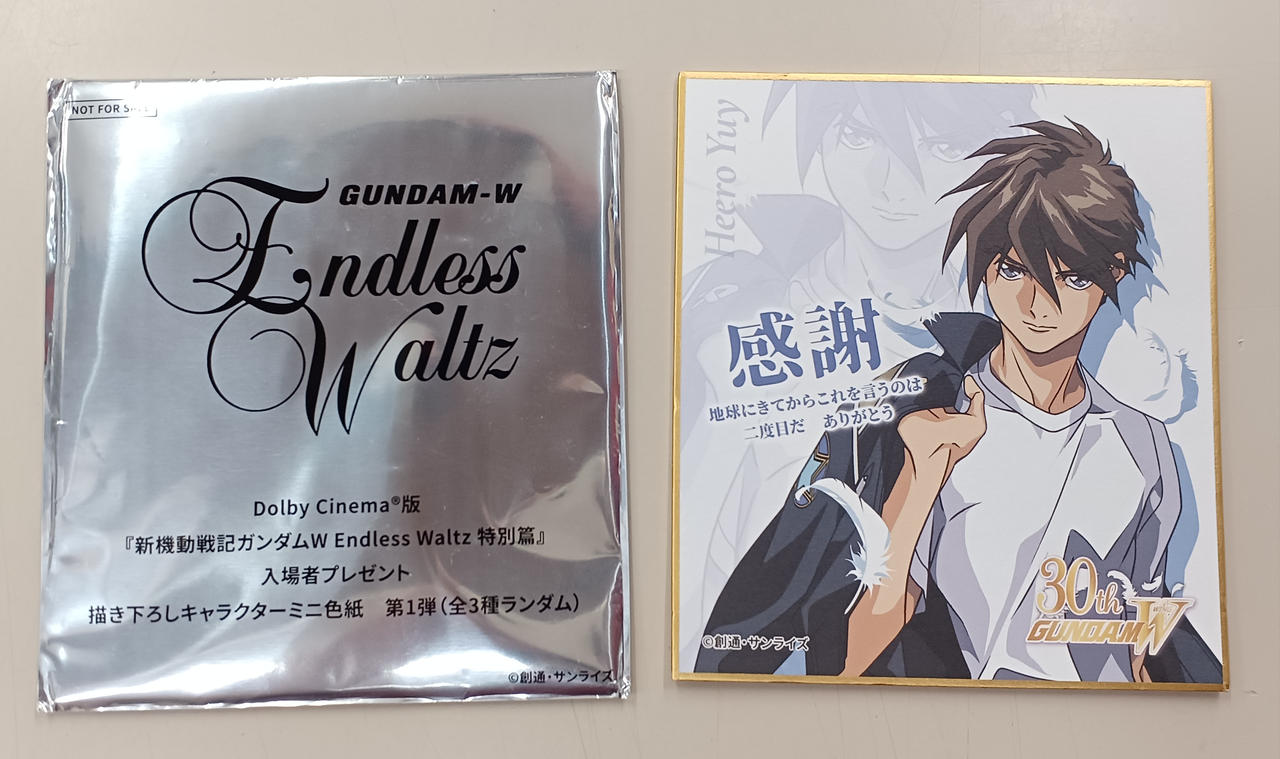 NOT FOR SALE
GUNDAM-W
Endless
Waltz
Dolby Cinema®版
『新機動戦記ガンダムW Endless Waltz 特別篇』
入場者プレゼント
描き下ろしキャラクターミニ色紙　第1弾（全3種ランダム）
©創通・サンライズ
Heero Yuy
感謝
地球にきてからこれを言うのは
二度目だ　ありがとう
30th
GUNDAM W
WING
©創通・サンライズ